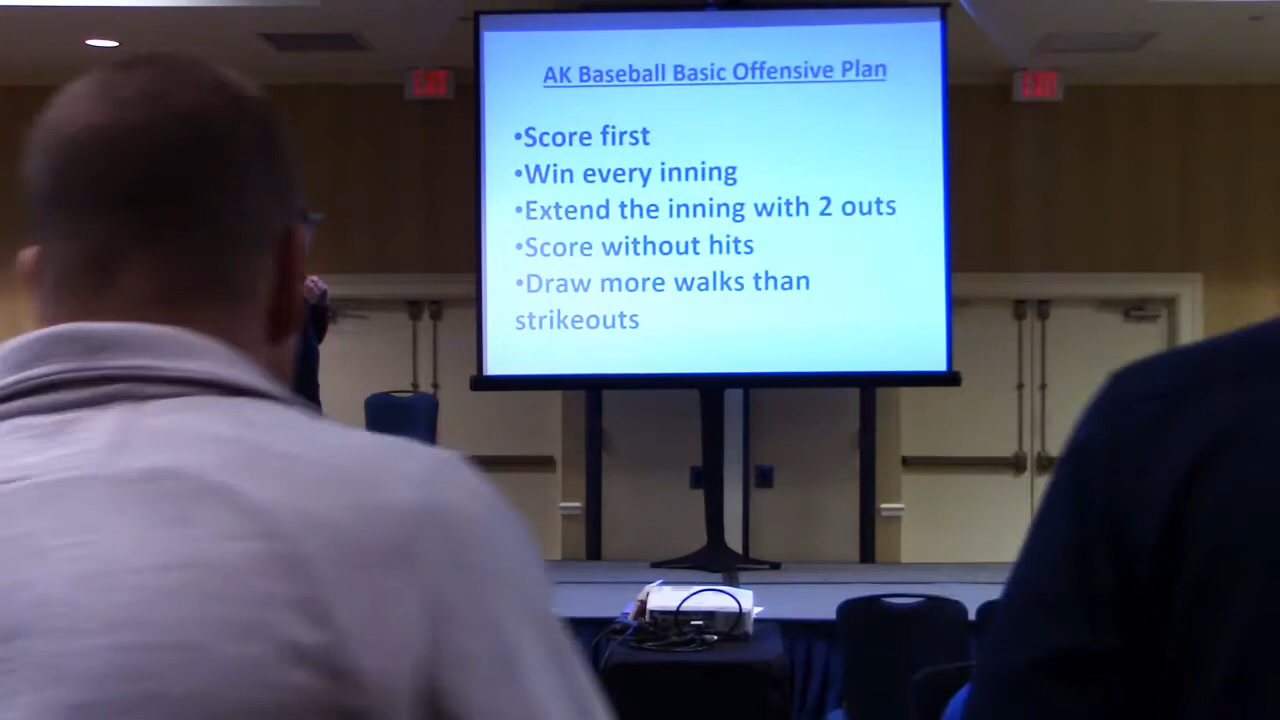 EXIT
EXIT
AK Baseball Basic Offensive Plan
•Score first
•Win every inning
•Extend the inning with 2 outs
•Score without hits
•Draw more walks than
strikeouts